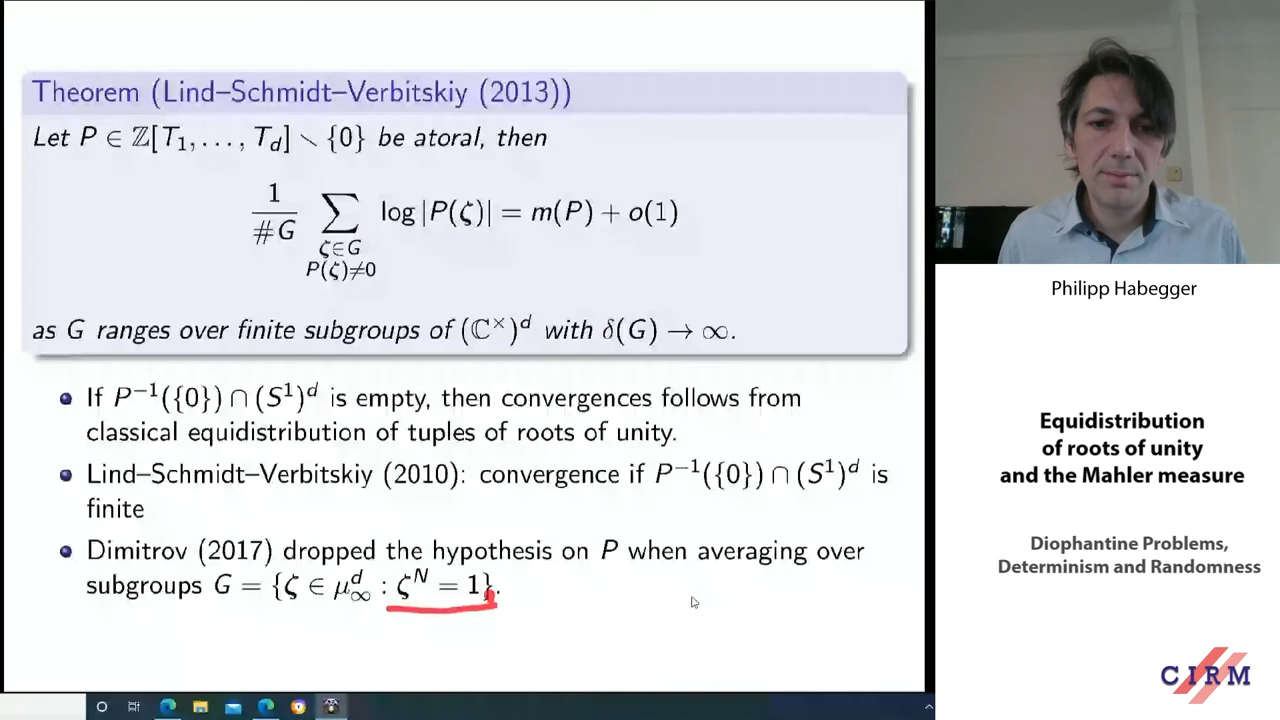 Theorem (Lind–Schmidt–Verbitskiy (2013))
Let P ∈ ℤ[T₁, . . . , T_d] ∖ {0} be atoral, then
1/#G ∑_{ζ∈G, P(ζ)≠0} log |P(ζ)| = m(P) + o(1)
as G ranges over finite subgroups of (ℂ^×)^d with δ(G) → ∞.
If P⁻¹({0}) ∩ (S¹)^d is empty, then convergences follows from
classical equidistribution of tuples of roots of unity.
Lind–Schmidt–Verbitskiy (2010): convergence if P⁻¹({0}) ∩ (S¹)^d is
finite
Dimitrov (2017) dropped the hypothesis on P when averaging over
subgroups G = {ζ ∈ μ_∞^d : ζ^N = 1}.
Philipp Habegger
Equidistribution
of roots of unity
and the Mahler measure
Diophantine Problems,
Determinism and Randomness
CIRM